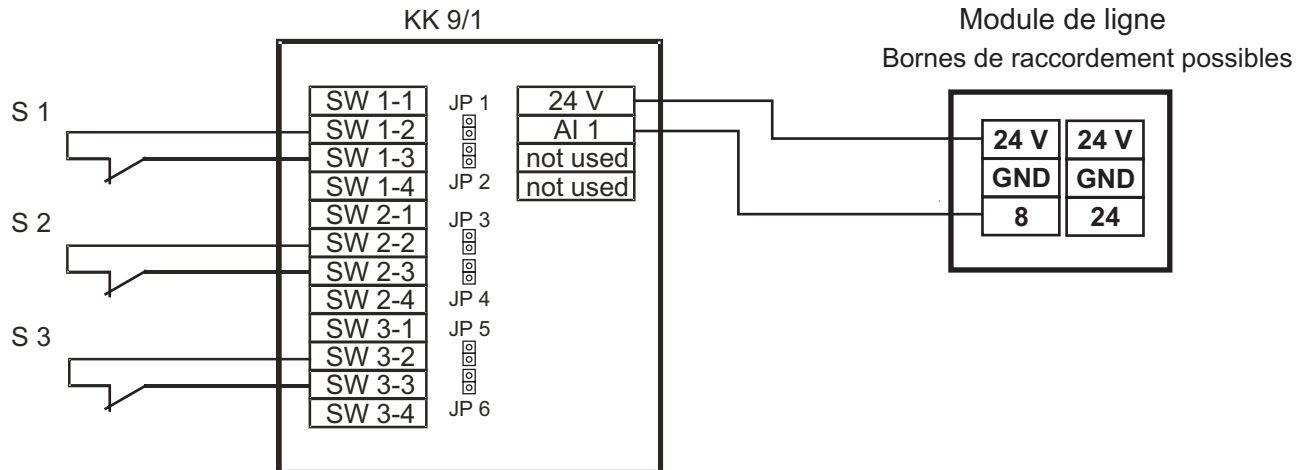 KK 9/1
Module de ligne
Bornes de raccordement possibles
S 1
S 2
S 3
SW 1-1
SW 1-2
SW 1-3
SW 1-4
SW 2-1
SW 2-2
SW 2-3
SW 2-4
SW 3-1
SW 3-2
SW 3-3
SW 3-4
JP 1
JP 2
JP 3
JP 4
JP 5
JP 6
24 V
AI 1
not used
not used
24 V 24 V
GND GND
8 24